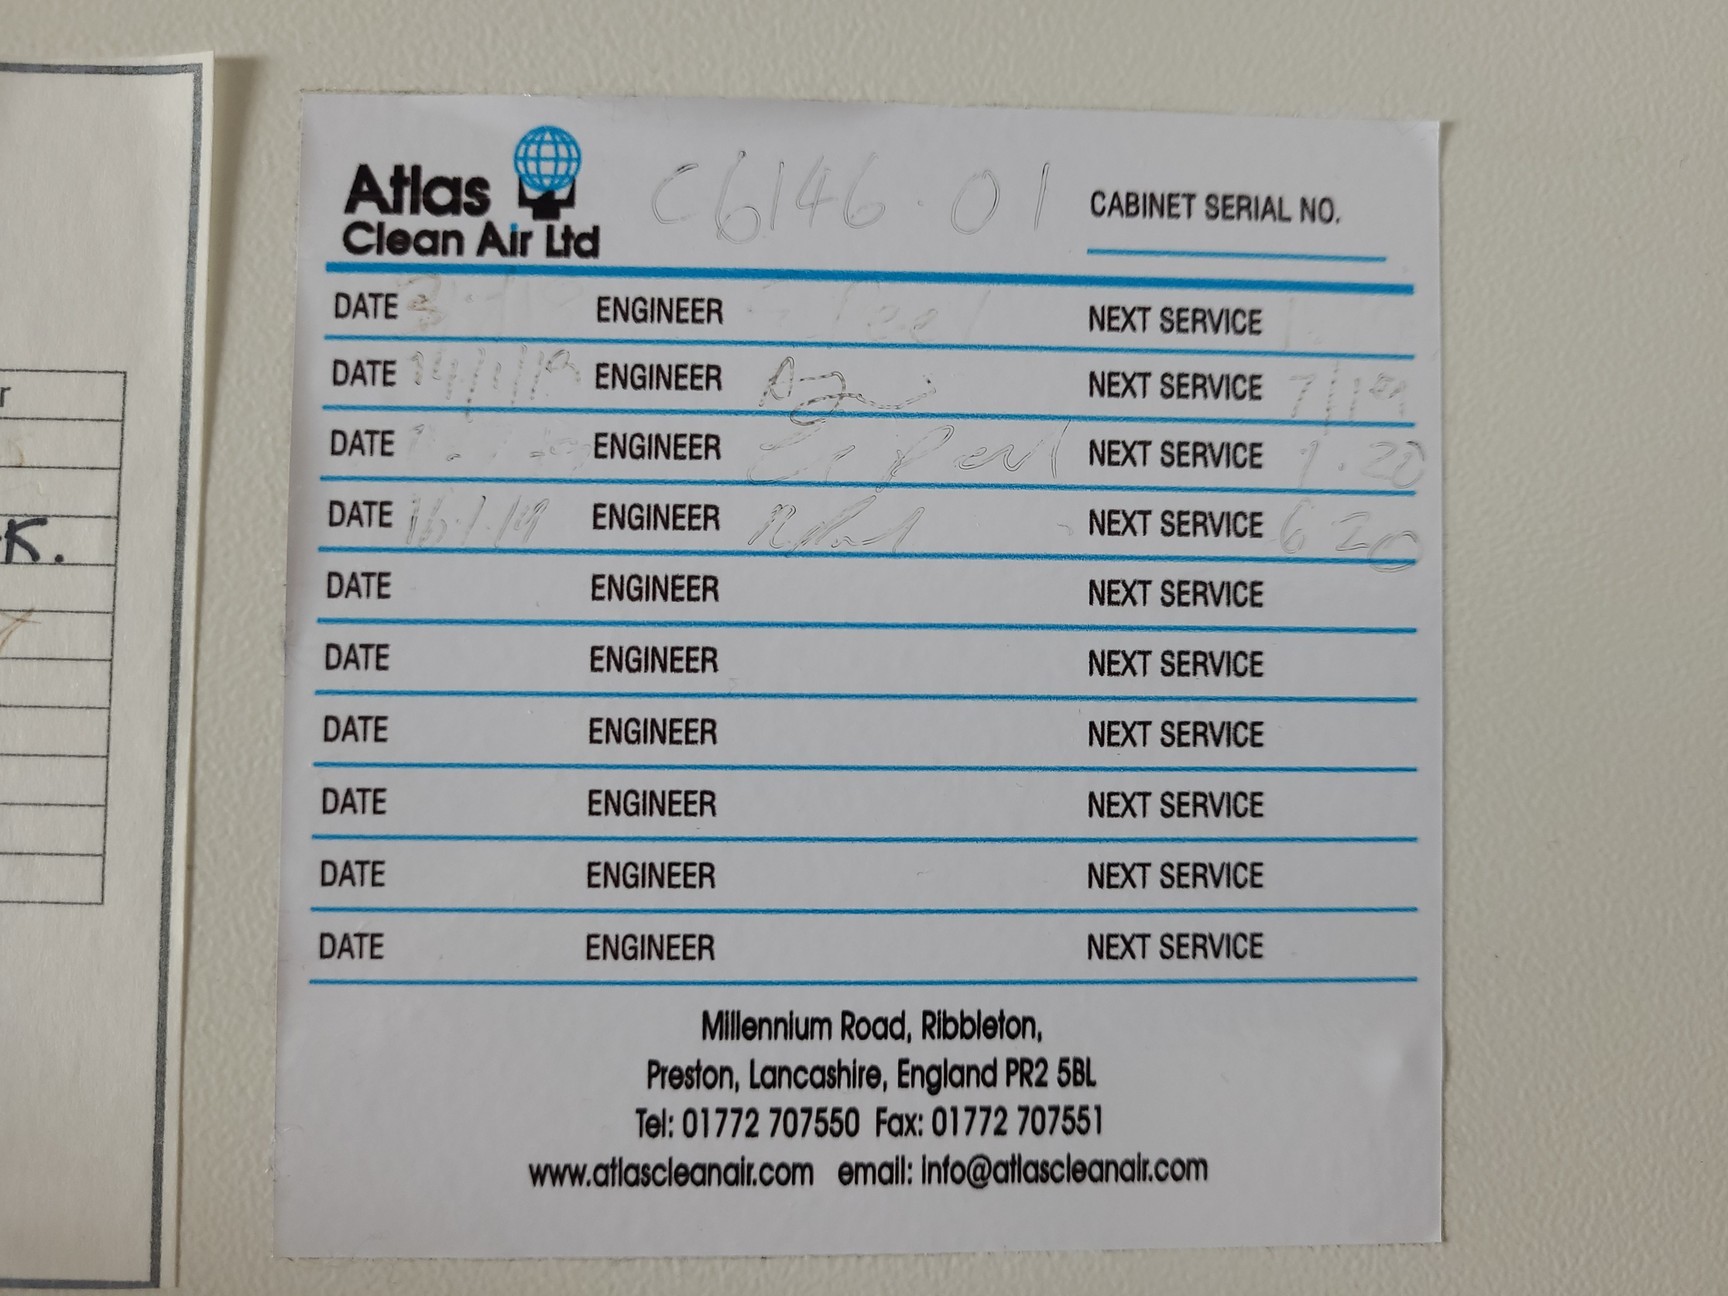 Atlas
Clean Air Ltd
C6146.01 CABINET SERIAL NO.
DATE ENGINEER NEXT SERVICE
DATE 14/1/19 ENGINEER NEXT SERVICE 7/19
DATE ENGINEER NEXT SERVICE 1.20
DATE ENGINEER NEXT SERVICE 6 20
DATE ENGINEER NEXT SERVICE
DATE ENGINEER NEXT SERVICE
DATE ENGINEER NEXT SERVICE
DATE ENGINEER NEXT SERVICE
DATE ENGINEER NEXT SERVICE
DATE ENGINEER NEXT SERVICE
Millennium Road, Ribbleton,
Preston, Lancashire, England PR2 5BL
Tel: 01772 707550 Fax: 01772 707551
www.atlascleanair.com email: info@atlascleanair.com
r
K.